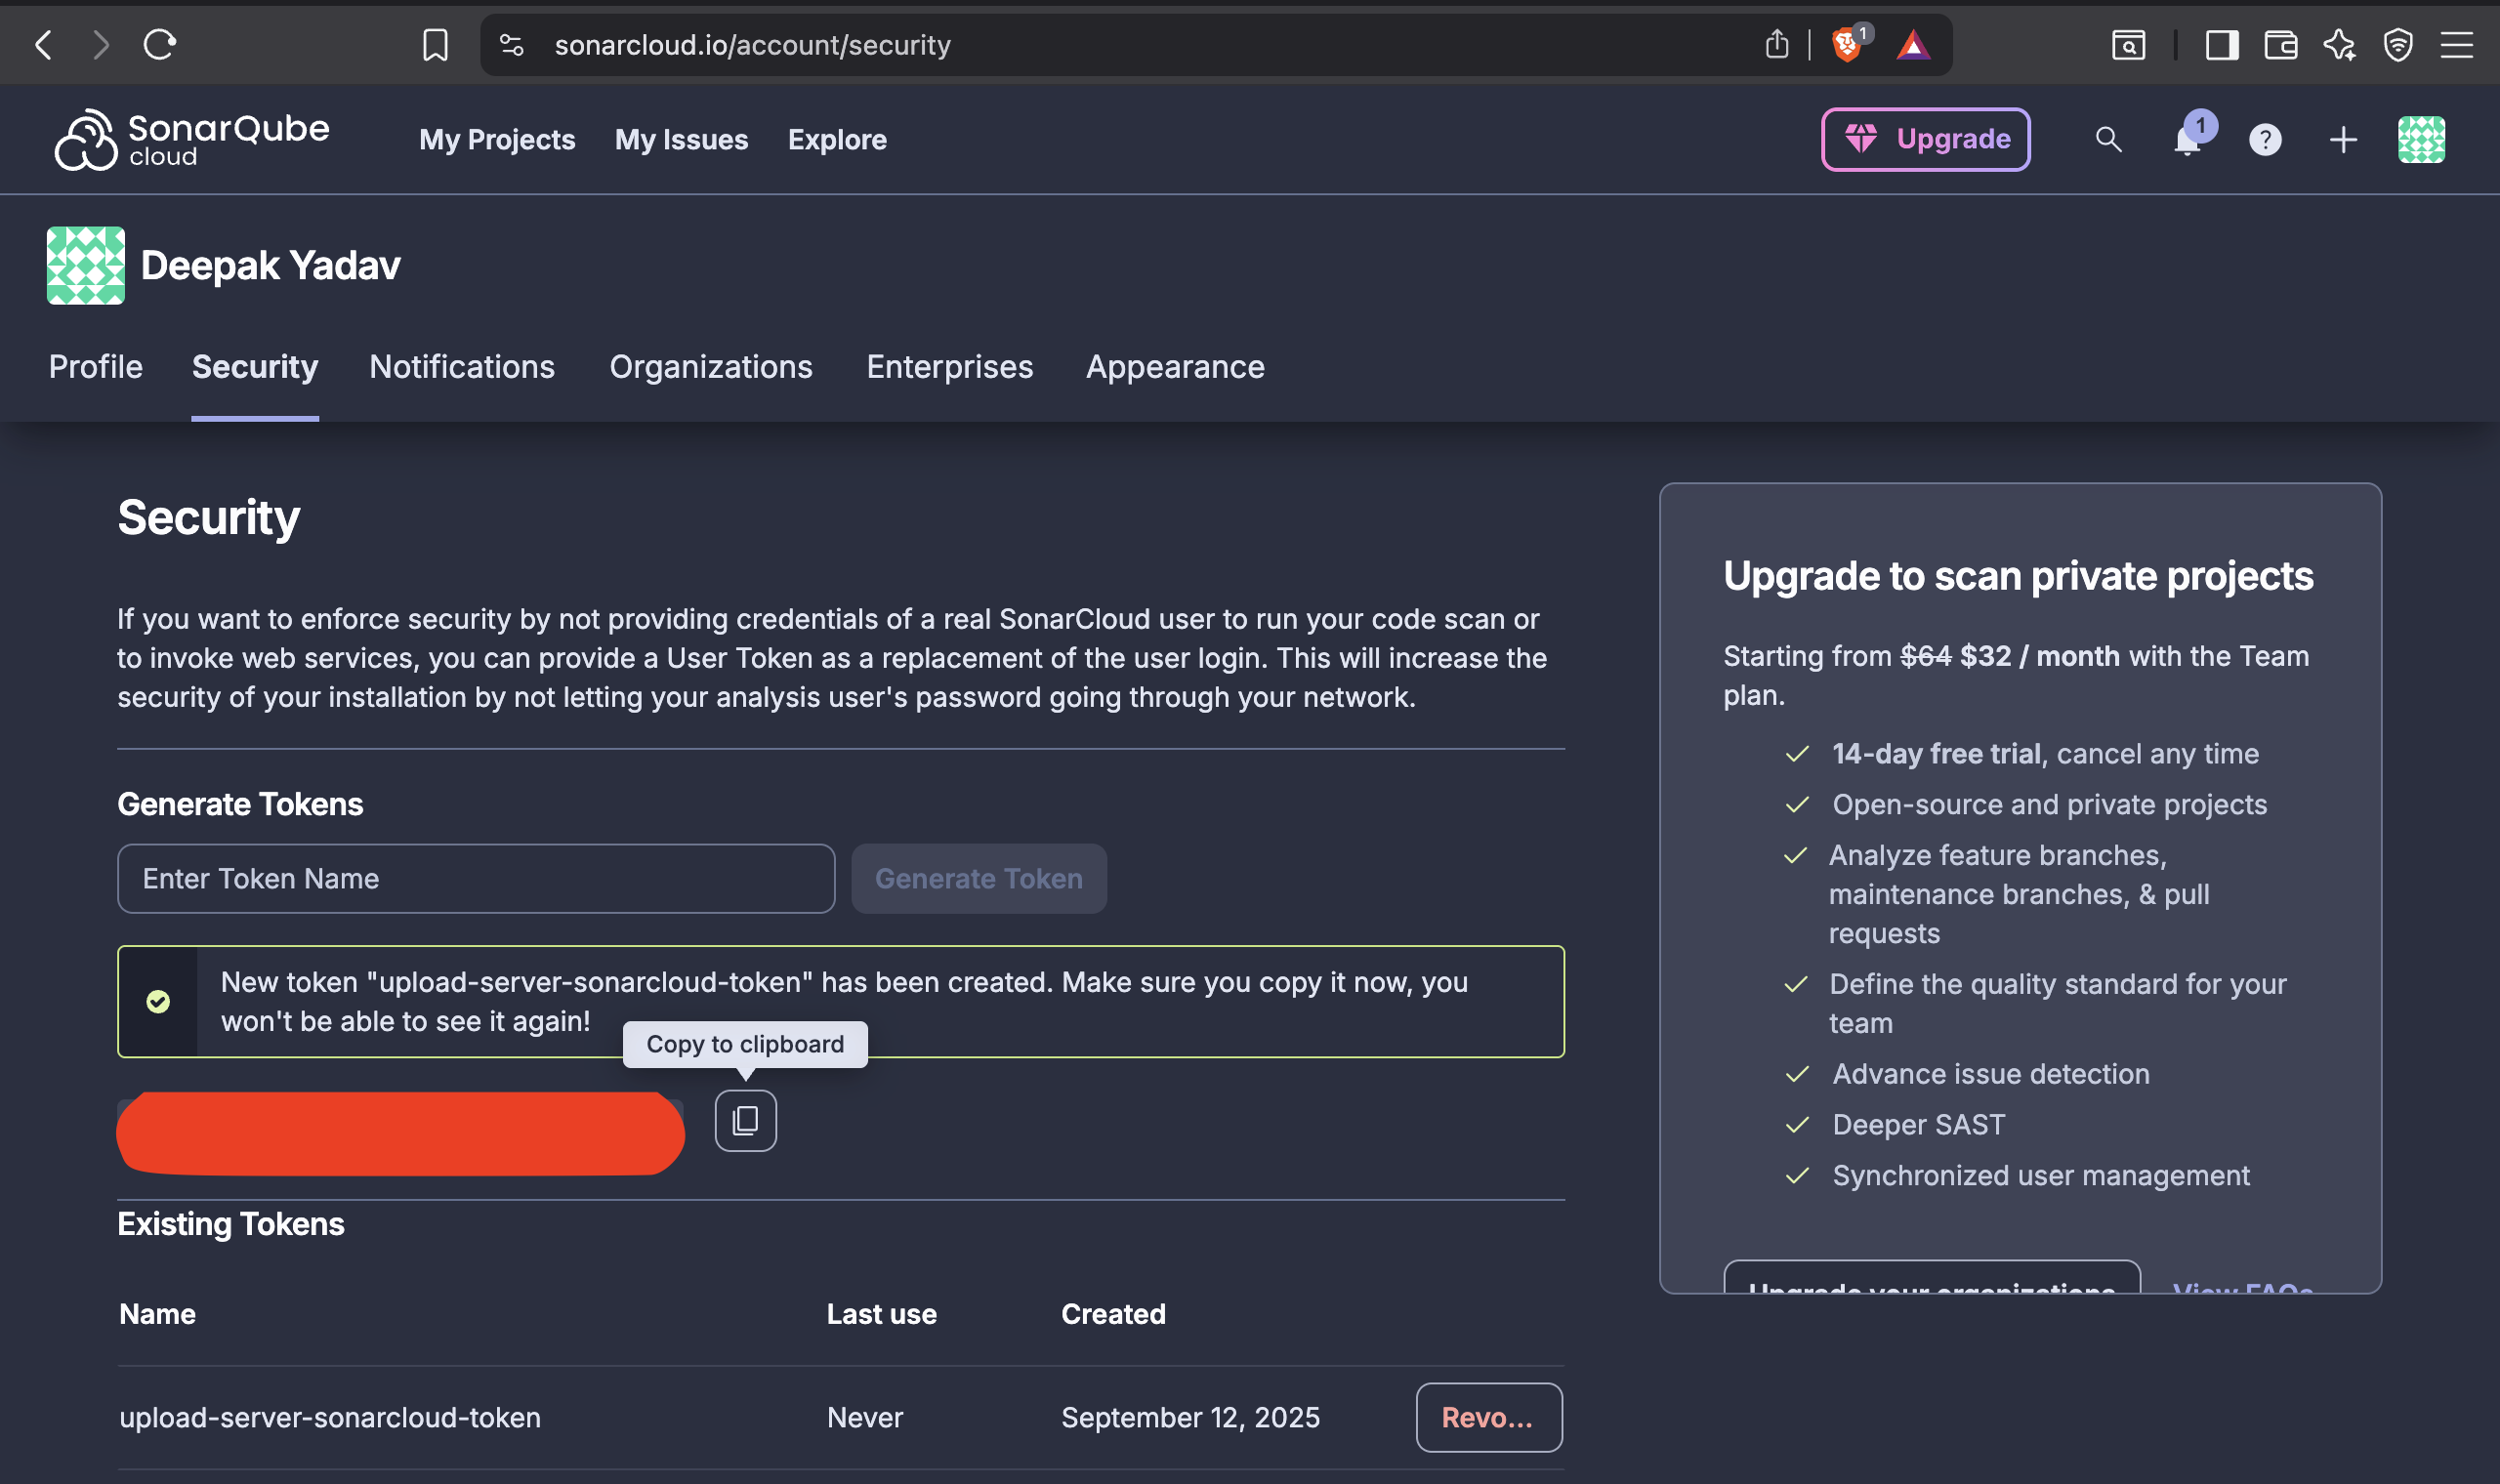 sonarcloud.io/account/security
1
SonarQube
cloud
My Projects
My Issues
Explore
Upgrade
1
?
Deepak Yadav
Profile
Security
Notifications
Organizations
Enterprises
Appearance
Security
If you want to enforce security by not providing credentials of a real SonarCloud user to run your code scan or
to invoke web services, you can provide a User Token as a replacement of the user login. This will increase the
security of your installation by not letting your analysis user's password going through your network.
Generate Tokens
Enter Token Name
Generate Token
New token "upload-server-sonarcloud-token" has been created. Make sure you copy it now, you
won't be able to see it again!
Copy to clipboard
Existing Tokens
Name
Last use
Created
upload-server-sonarcloud-token
Never
September 12, 2025
Revo...
Upgrade to scan private projects
Starting from $64 $32 / month with the Team
plan.
14-day free trial, cancel any time
Open-source and private projects
Analyze feature branches,
maintenance branches, & pull
requests
Define the quality standard for your
team
Advance issue detection
Deeper SAST
Synchronized user management
Upgrade your organizations
View FAQs